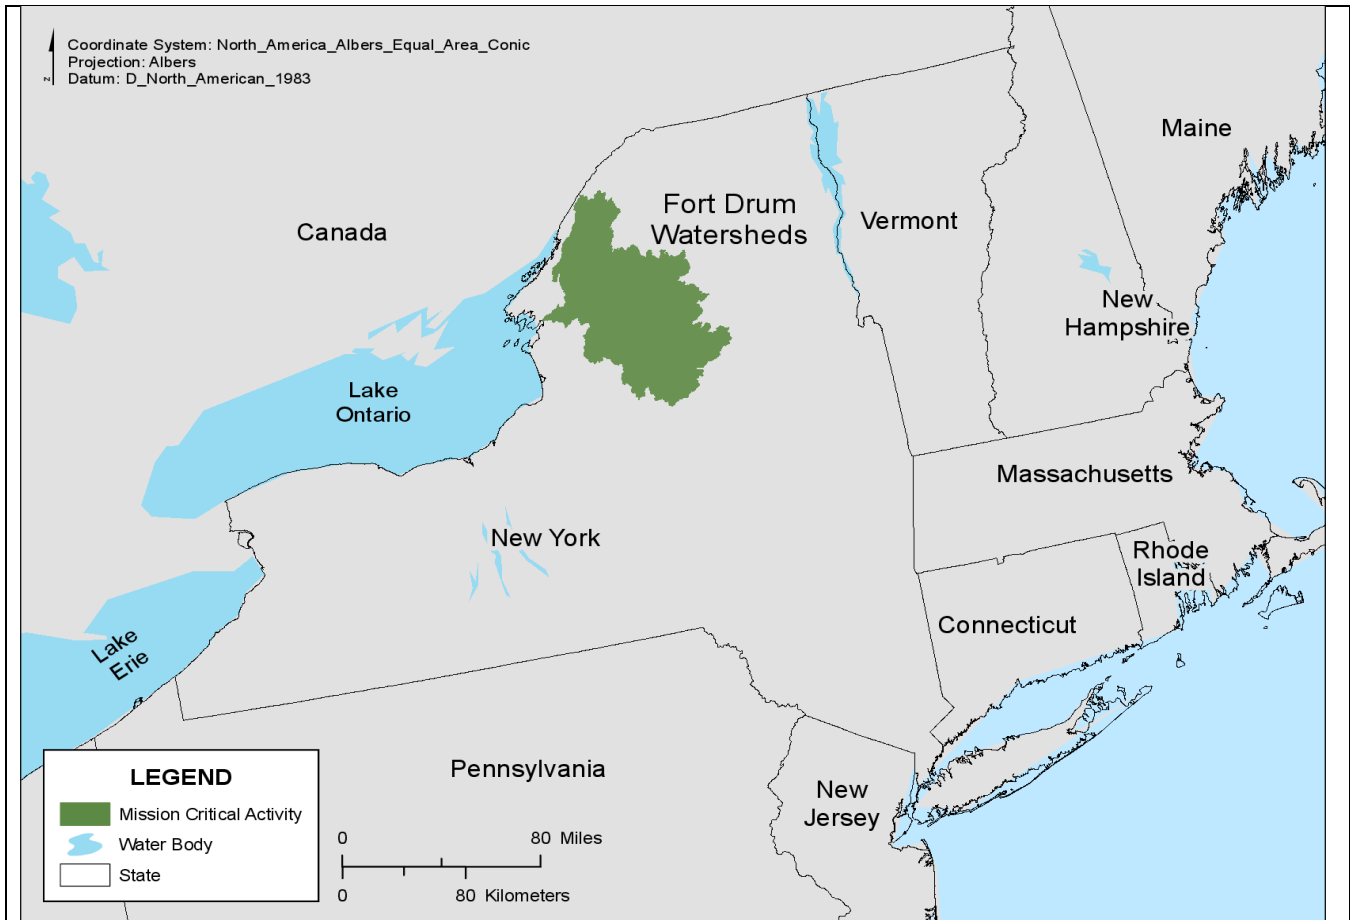 Coordinate System: North_America_Albers_Equal_Area_Conic
Projection: Albers
Datum: D_North_American_1983
N
Maine
Canada
Fort Drum
Watersheds
Vermont
New
Hampshire
Lake
Ontario
Massachusetts
New York
Rhode
Island
Connecticut
Lake
Erie
Pennsylvania
New
Jersey
LEGEND
Mission Critical Activity
Water Body
State
0 80 Miles
0 80 Kilometers